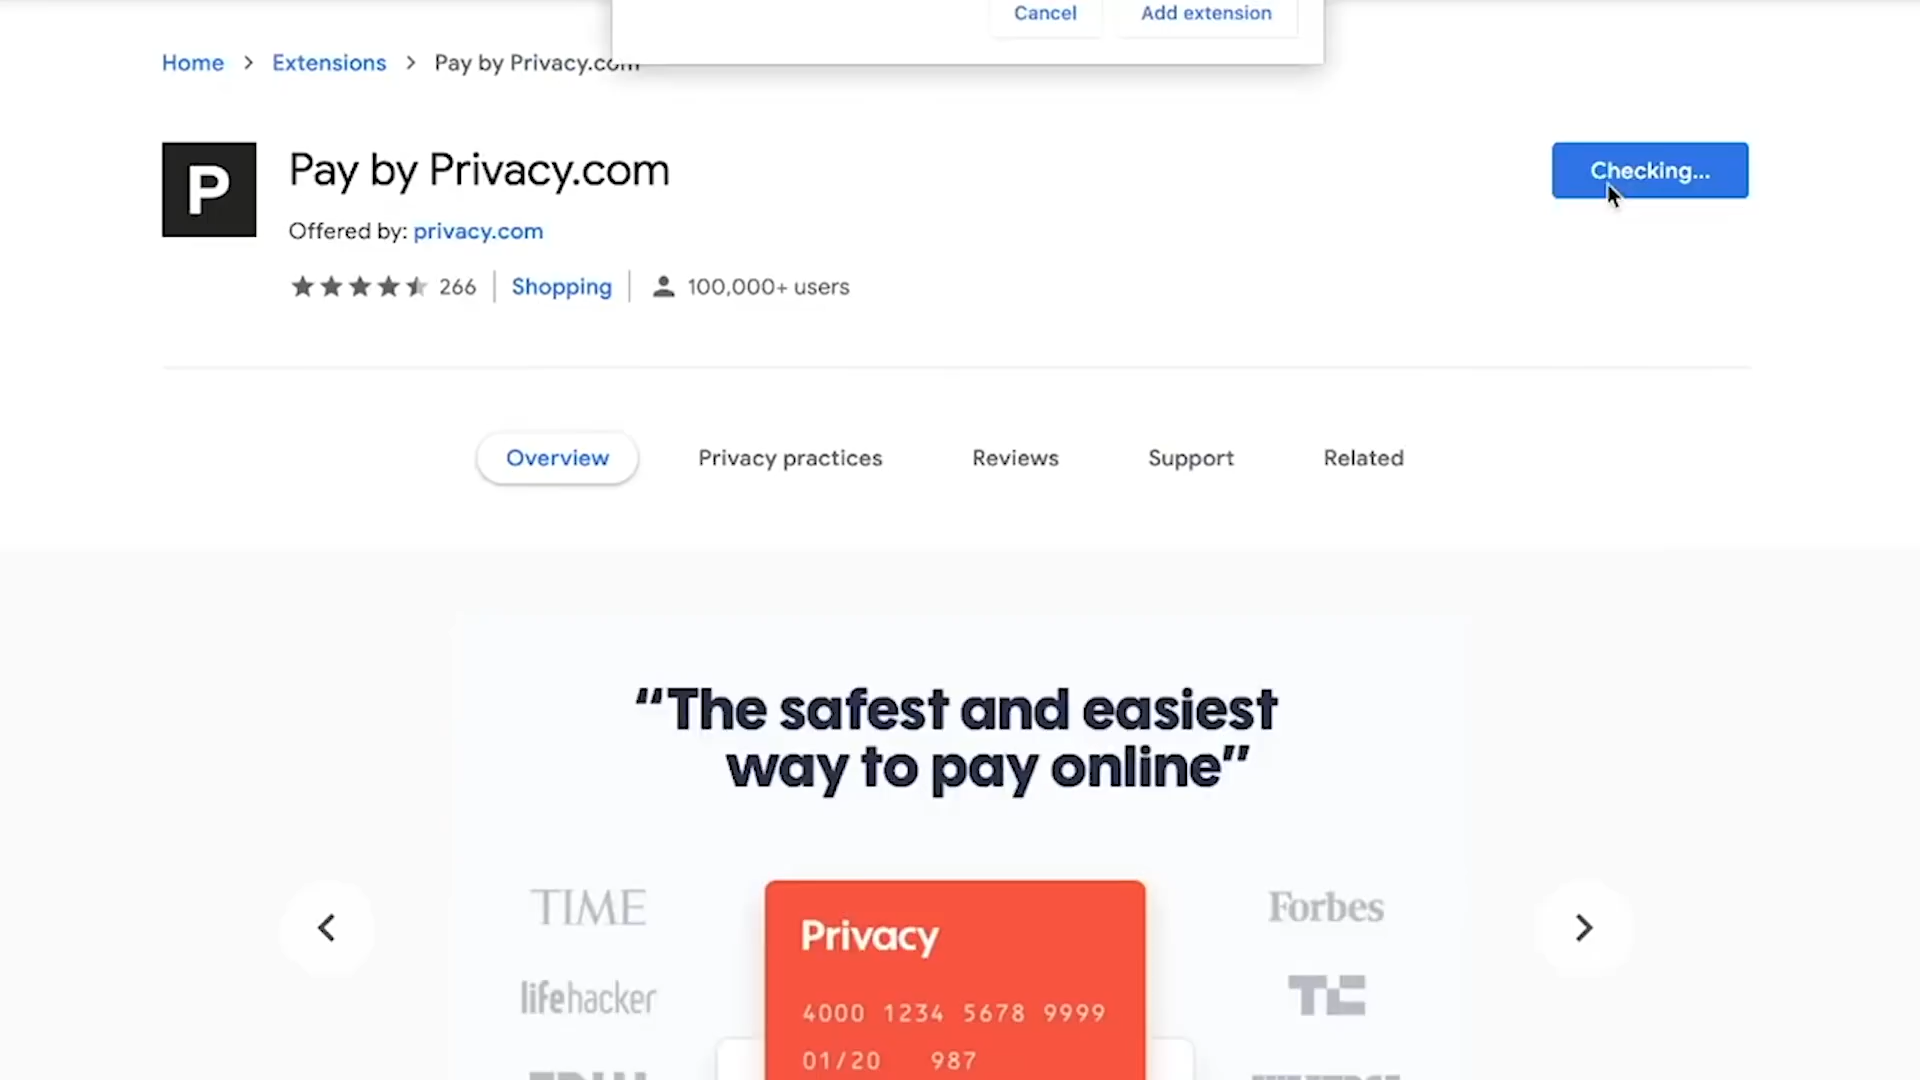 Cancel
Add extension
Home > Extensions > Pay by Privacy.com
P
Pay by Privacy.com
Checking...
Offered by: privacy.com
266
Shopping
100,000+ users
Overview
Privacy practices
Reviews
Support
Related
“The safest and easiest
way to pay online”
TIME
Forbes
lifehacker
TC
Privacy
4000 1234 5678 9999
01/20 987